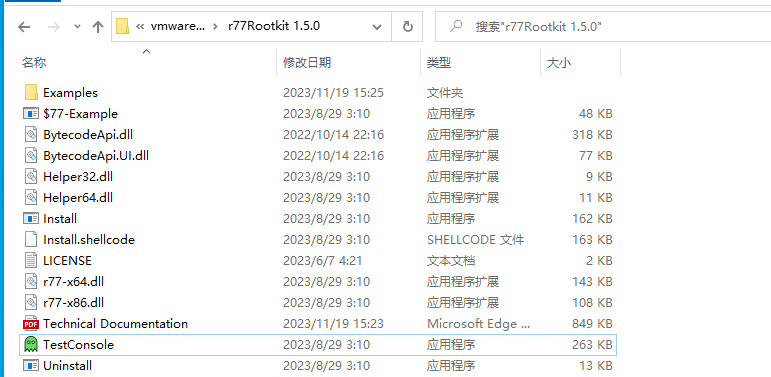 vmware... r77Rootkit 1.5.0 搜索"r77Rootkit 1.5.0"
名称 修改日期 类型 大小
Examples 2023/11/19 15:25 文件夹
$77-Example 2023/8/29 3:10 应用程序 48 KB
BytecodeApi.dll 2022/10/14 22:16 应用程序扩展 318 KB
BytecodeApi.UI.dll 2022/10/14 22:16 应用程序扩展 77 KB
Helper32.dll 2023/8/29 3:10 应用程序扩展 9 KB
Helper64.dll 2023/8/29 3:10 应用程序扩展 11 KB
Install 2023/8/29 3:10 应用程序 162 KB
Install.shellcode 2023/8/29 3:10 SHELLCODE 文件 163 KB
LICENSE 2023/6/7 4:21 文本文档 2 KB
r77-x64.dll 2023/8/29 3:10 应用程序扩展 143 KB
r77-x86.dll 2023/8/29 3:10 应用程序扩展 108 KB
Technical Documentation 2023/11/19 15:23 Microsoft Edge ... 849 KB
TestConsole 2023/8/29 3:10 应用程序 263 KB
Uninstall 2023/8/29 3:10 应用程序 13 KB